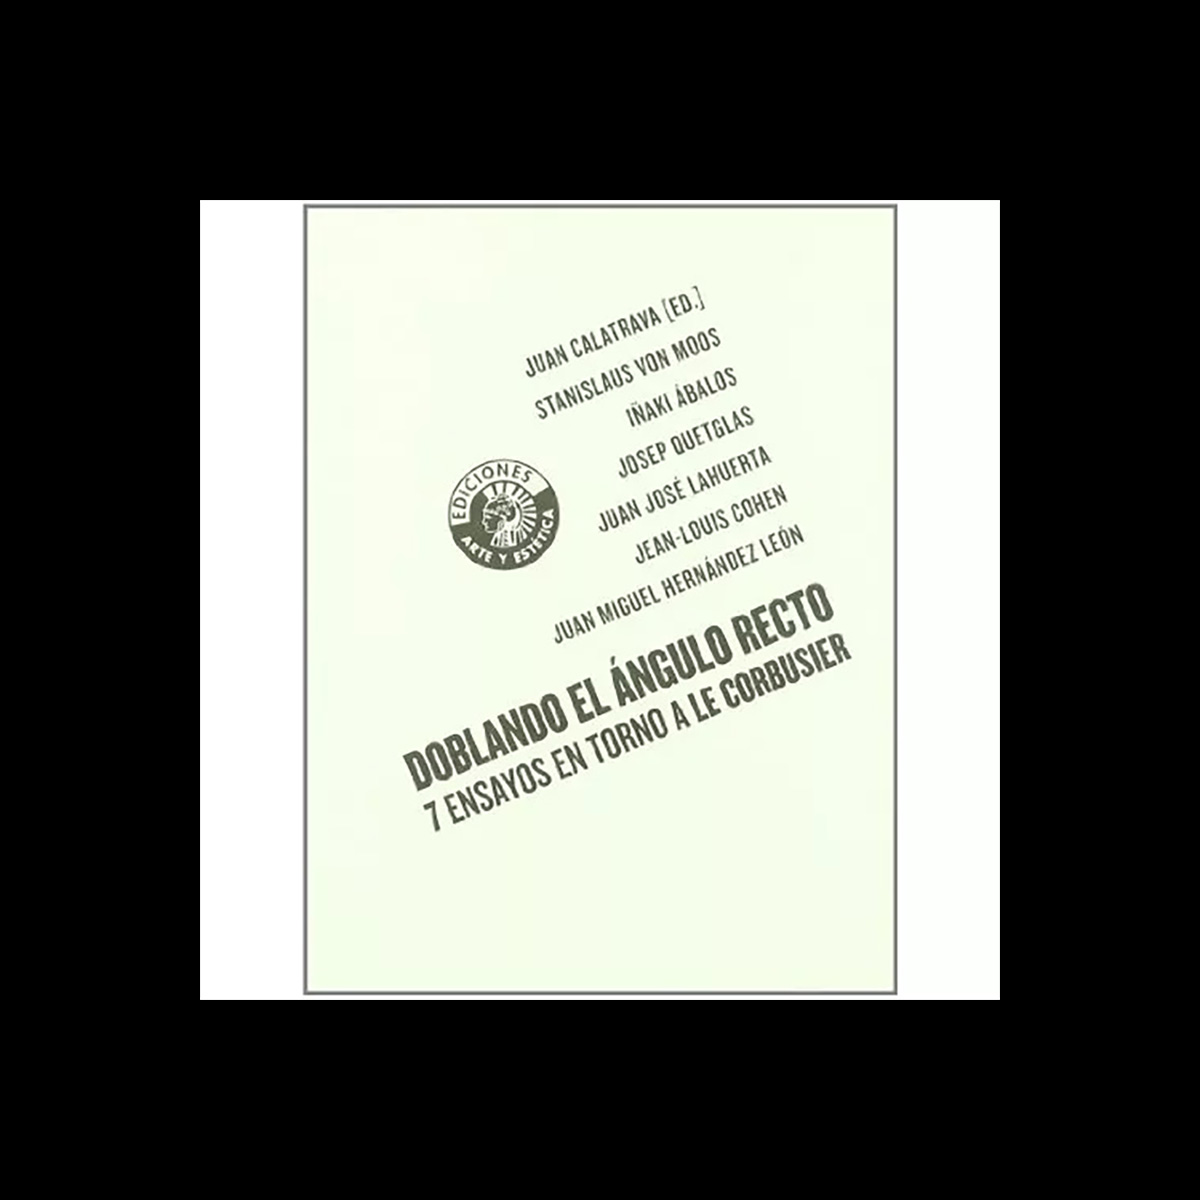 JUAN CALATRAVA [ED.]
STANISLAUS VON MOOS
IÑAKI ÁBALOS
JOSEP QUETGLAS
JUAN JOSÉ LAHUERTA
JEAN-LOUIS COHEN
JUAN MIGUEL HERNÁNDEZ LEÓN
EDICIONES
ARTE Y ESTÉTICA
DOBLANDO EL ÁNGULO RECTO
7 ENSAYOS EN TORNO A LE CORBUSIER